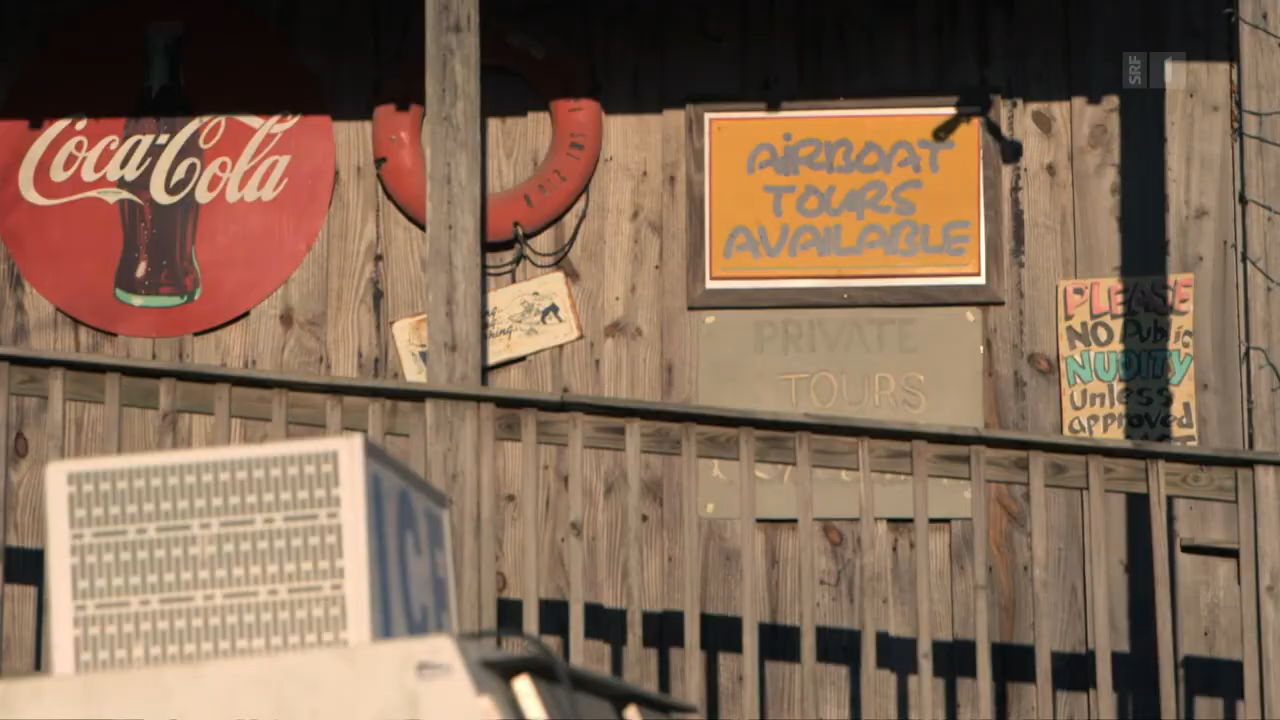 Coca-Cola
SRF
AIRBOAT
TOURS
AVAILABLE
PRIVATE
TOURS
PLEASE
NO Public
NUDITY
unless
approved
ICE